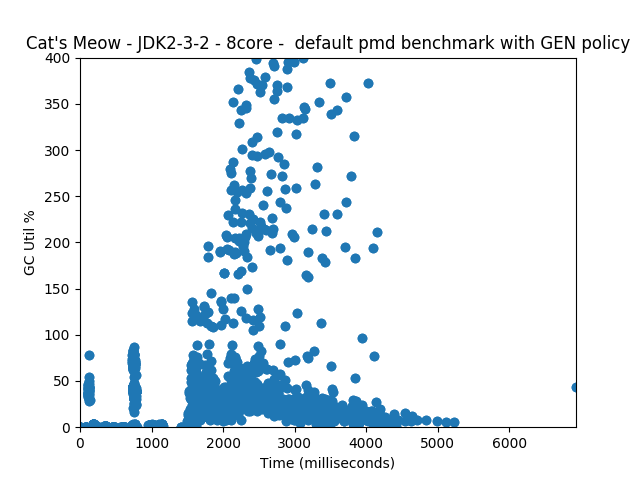 Cat's Meow - JDK2-3-2 - 8core -  default pmd benchmark with GEN policy
400
350
300
250
200
150
100
50
0
GC Util %
0 1000 2000 3000 4000 5000 6000
Time (milliseconds)